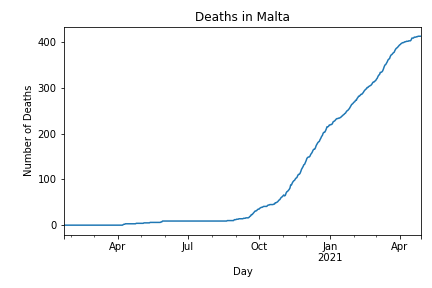 Deaths in Malta
Number of Deaths
400
300
200
100
0
Apr
Jul
Oct
Jan
2021
Apr
Day